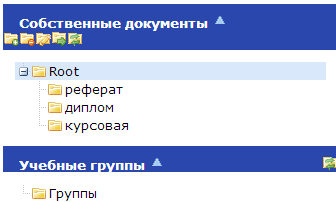 Собственные документы
Root
реферат
диплом
курсовая
Учебные группы
Группы